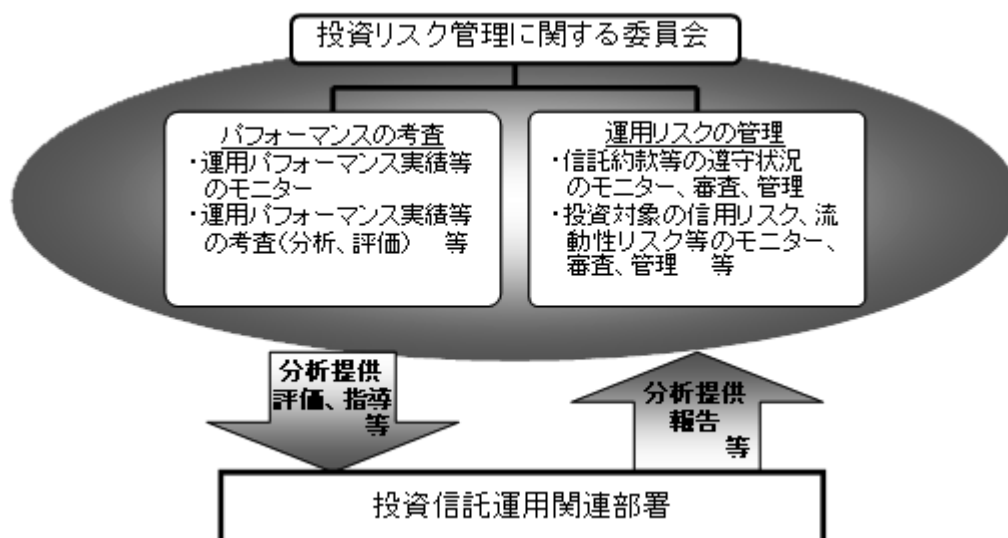 投資リスク管理に関する委員会
パフォーマンスの考査
・運用パフォーマンス実績等
のモニター
・運用パフォーマンス実績等
の考査(分析、評価) 等
運用リスクの管理
・信託約款等の遵守状況
のモニター、審査、管理
・投資対象の信用リスク、流
動性リスク等のモニター、
審査、管理 等
分析提供
評価、指導
等
分析提供
報告
等
投資信託運用関連部署